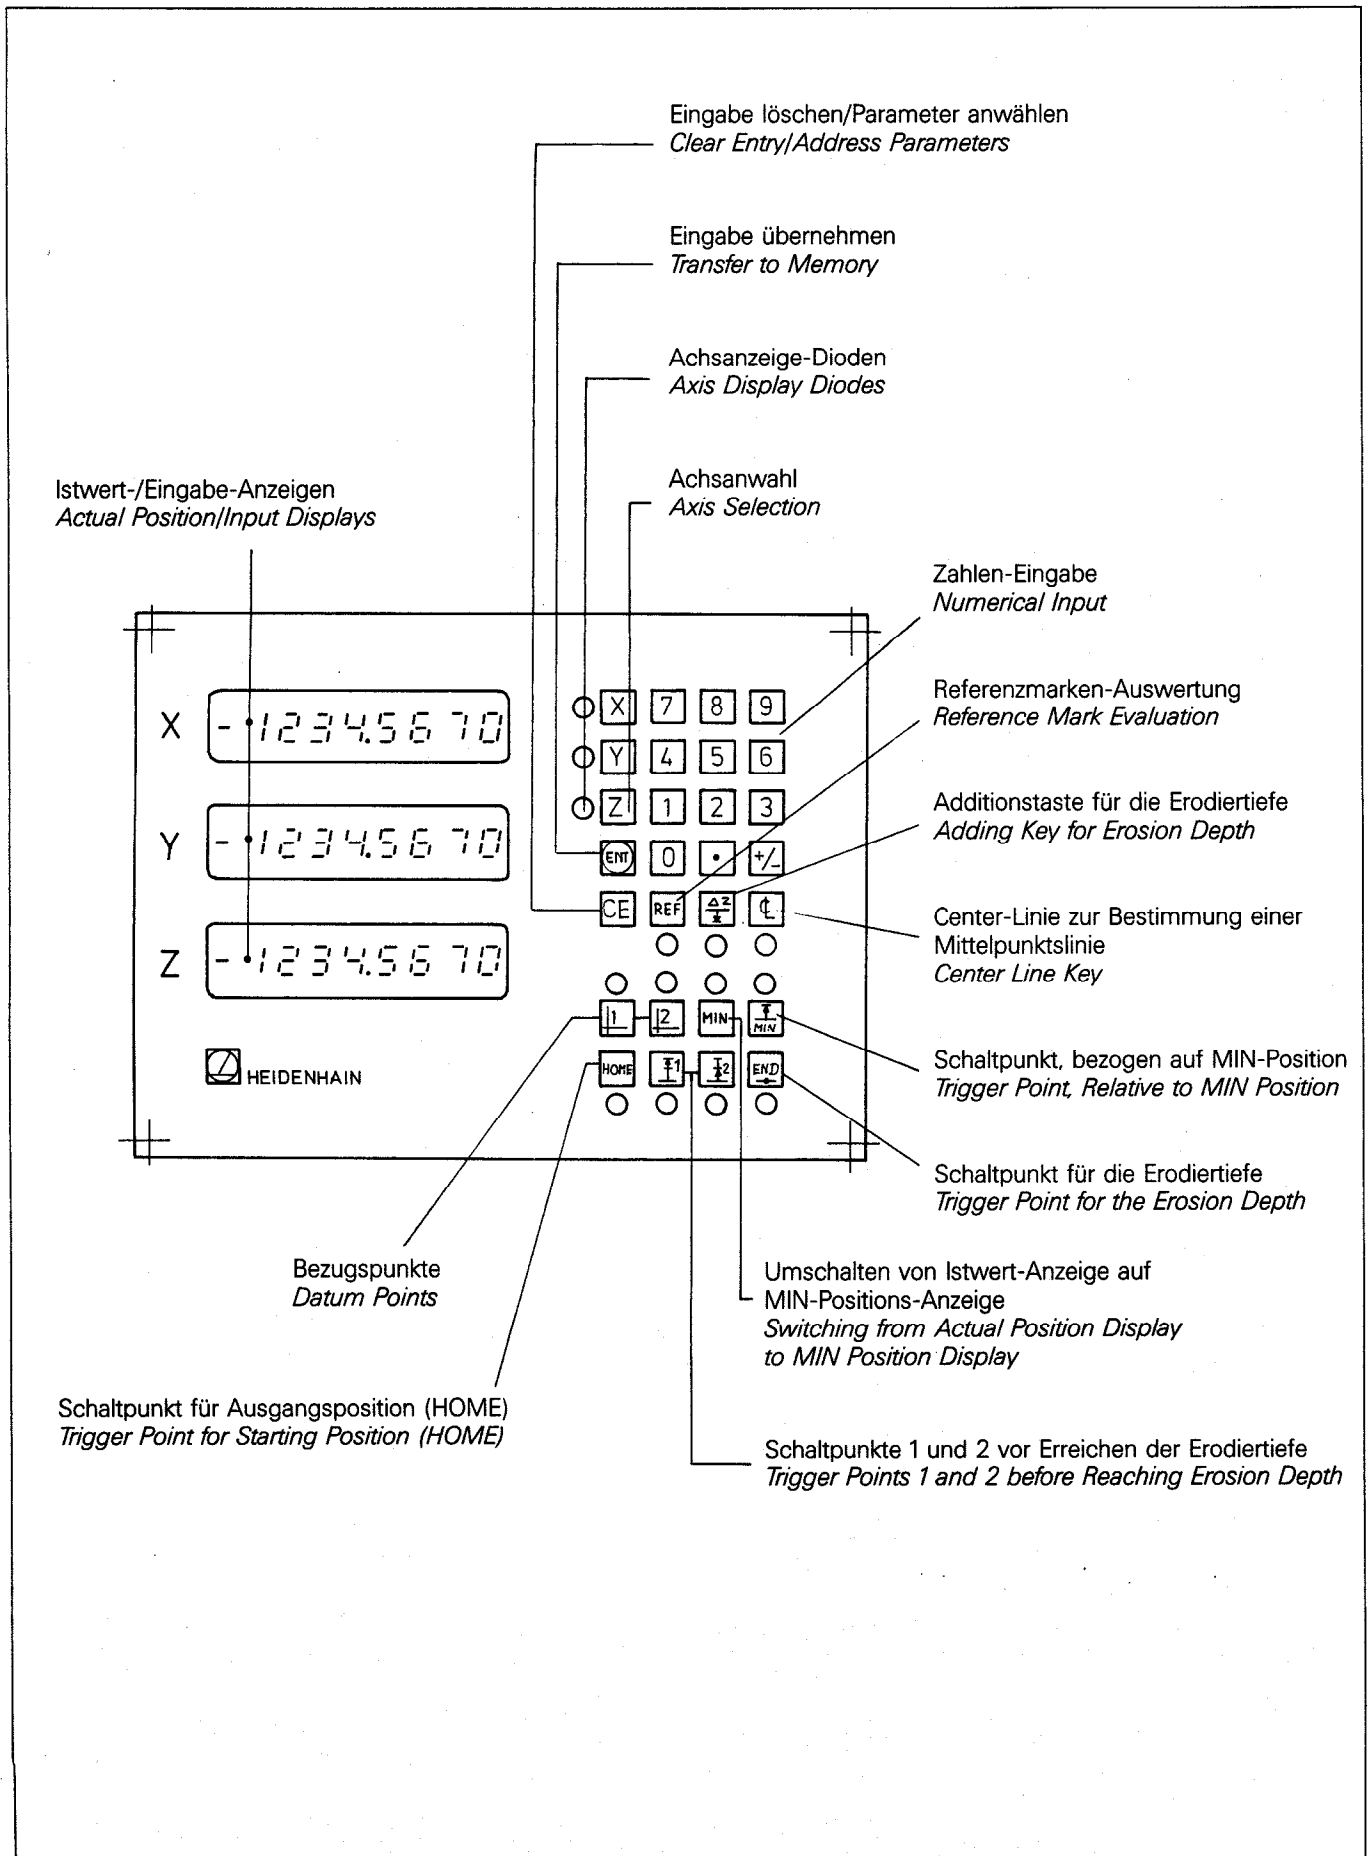 Eingabe löschen/Parameter anwählen
Clear Entry/Address Parameters
Eingabe übernehmen
Transfer to Memory
Achsanzeige-Dioden
Axis Display Diodes
Istwert-/Eingabe-Anzeigen
Actual Position/Input Displays
Achsanwahl
Axis Selection
Zahlen-Eingabe
Numerical Input
Referenzmarken-Auswertung
Reference Mark Evaluation
Additionstaste für die Erodiertiefe
Adding Key for Erosion Depth
Center-Linie zur Bestimmung einer
Mittelpunktslinie
Center Line Key
Schaltpunkt, bezogen auf MIN-Position
Trigger Point, Relative to MIN Position
Schaltpunkt für die Erodiertiefe
Trigger Point for the Erosion Depth
X -1234.5670
Y -1234.5670
Z -1234.5670
HEIDENHAIN
X 7 8 9
Y 4 5 6
Z 1 2 3
ENT 0 . +/-
CE REF ΔZ ℄
1 2 MIN MIN
HOME 1 2 END
Bezugspunkte
Datum Points
Umschalten von Istwert-Anzeige auf
MIN-Positions-Anzeige
Switching from Actual Position Display
to MIN Position Display
Schaltpunkt für Ausgangsposition (HOME)
Trigger Point for Starting Position (HOME)
Schaltpunkte 1 und 2 vor Erreichen der Erodiertiefe
Trigger Points 1 and 2 before Reaching Erosion Depth